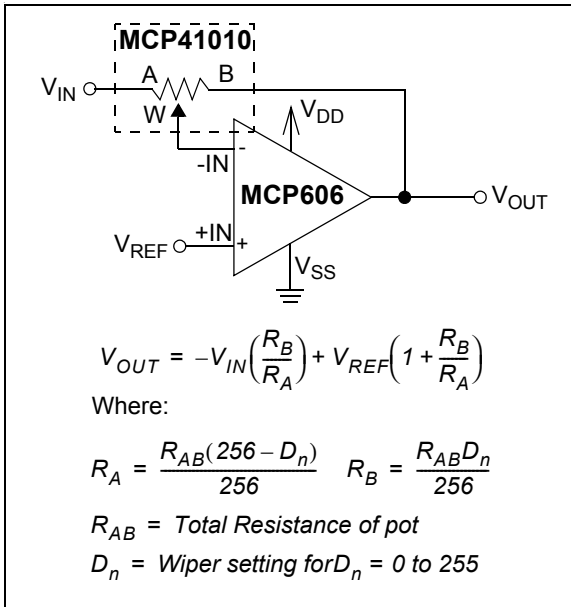 MCP41010
A B
V_IN
W
V_DD
-IN -
MCP606
V_OUT
+IN +
V_REF
V_SS
V_OUT = -V_IN(R_B/R_A) + V_REF(1 + R_B/R_A)
Where:
R_A = R_AB(256 - D_n)/256 R_B = R_AB D_n/256
R_AB = Total Resistance of pot
D_n = Wiper setting forD_n = 0 to 255